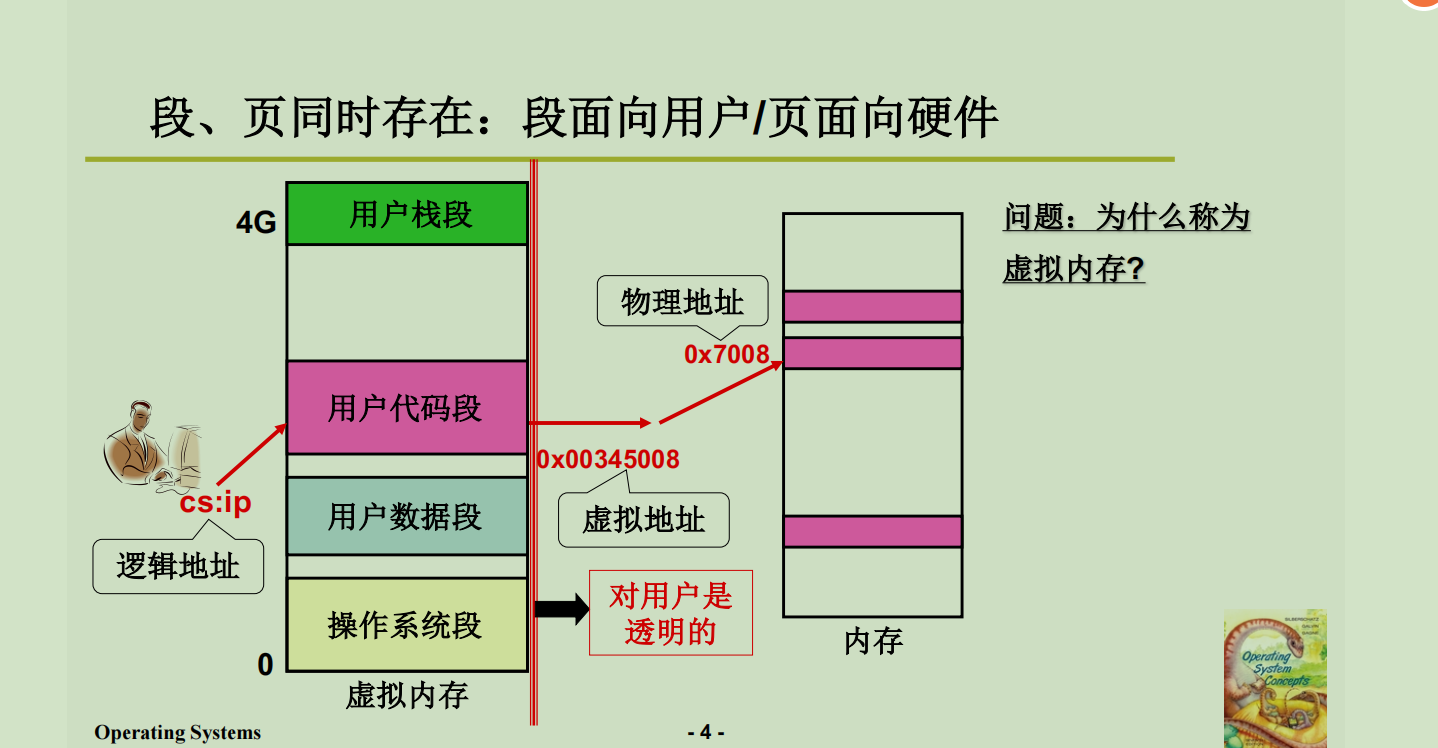 段、页同时存在：段面向用户/页面向硬件
4G
用户栈段
用户代码段
用户数据段
操作系统段
0
虚拟内存
cs:ip
逻辑地址
物理地址
0x7008
0x00345008
虚拟地址
对用户是
透明的
内存
问题：为什么称为
虚拟内存?
SILBERSCHATZ
GALVIN
GAGNE
Operating
System
Concepts
Operating Systems
- 4 -